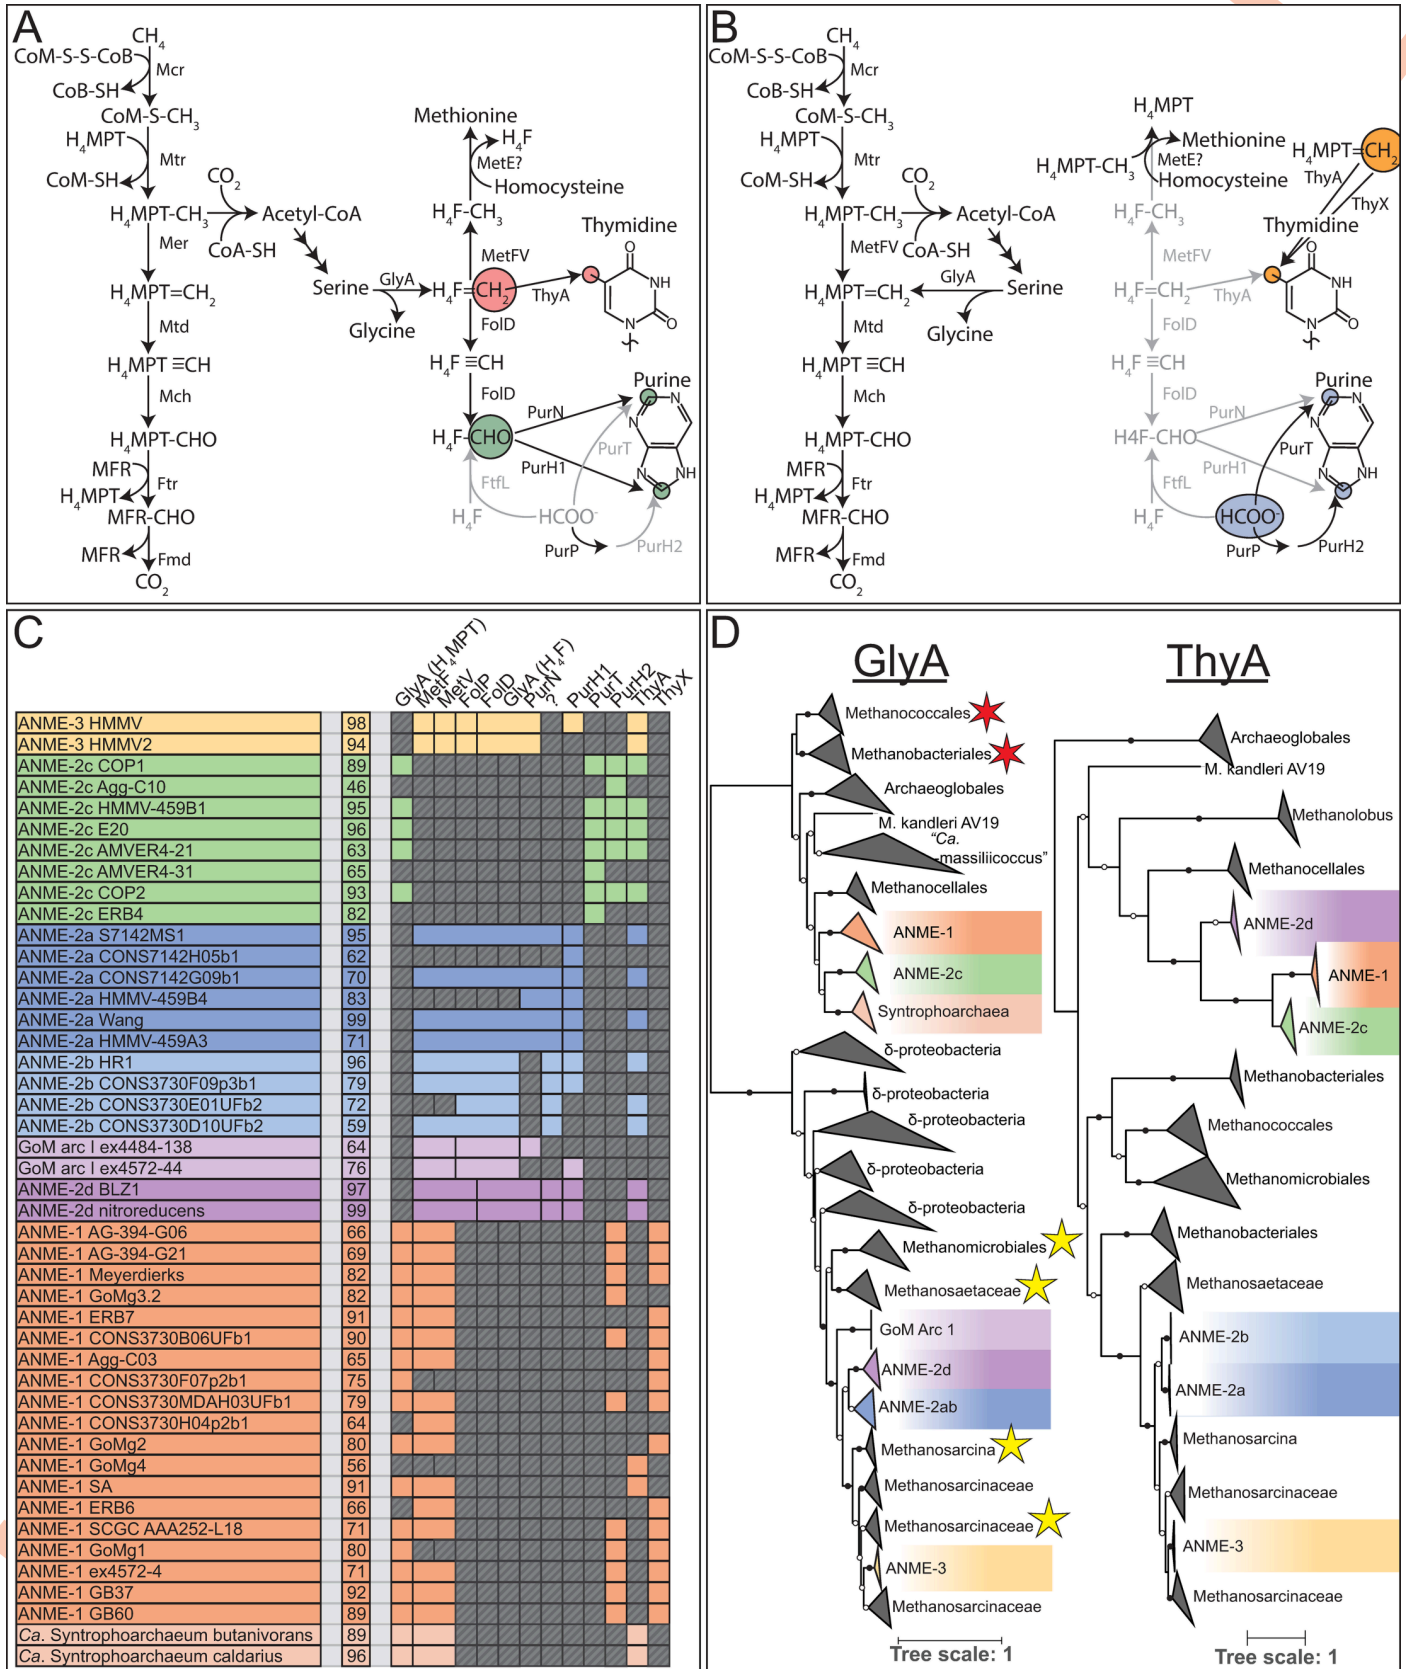 A
CH4
CoM-S-S-CoB
Mcr
CoB-SH
CoM-S-CH3
H4MPT
Mtr
CoM-SH
CO2
H4MPT-CH3
Acetyl-CoA
CoA-SH
Mer
H4MPT=CH2
Serine
GlyA
Glycine
Mtd
H4MPT≡CH
Mch
H4MPT-CHO
MFR
Ftr
H4MPT
MFR-CHO
MFR
Fmd
CO2
Methionine
H4F
MetE?
Homocysteine
H4F-CH3
MetFV
Thymidine
H4F=CH2
ThyA
FolD
H4F≡CH
FolD
H4F-CHO
PurN
PurH1
PurT
Purine
FtfL
H4F
HCOO-
PurP
PurH2
O
NH
N
O
N
N
N
NH
B
CH4
CoM-S-S-CoB
Mcr
CoB-SH
CoM-S-CH3
H4MPT
Mtr
CoM-SH
CO2
H4MPT-CH3
Acetyl-CoA
MetFV
CoA-SH
H4MPT=CH2
GlyA
Serine
Glycine
Mtd
H4MPT≡CH
Mch
H4MPT-CHO
MFR
Ftr
H4MPT
MFR-CHO
MFR
Fmd
CO2
H4MPT
Methionine
H4MPT-CH3
MetE?
Homocysteine
H4MPT=CH2
ThyA
ThyX
H4F-CH3
Thymidine
MetFV
H4F=CH2
ThyA
FolD
H4F≡CH
FolD
H4F-CHO
PurN
PurH1
PurT
Purine
FtfL
H4F
HCOO-
PurP
PurH2
O
NH
N
O
N
N
N
NH
C
GlyA (H4MPT)
MetF
MetV
FolP
FolD
GlyA (H4F)
PurN
?
PurH1
PurT
PurH2
ThyA
ThyX
ANME-3 HMMV 98
ANME-3 HMMV2 94
ANME-2c COP1 89
ANME-2c Agg-C10 46
ANME-2c HMMV-459B1 95
ANME-2c E20 96
ANME-2c AMVER4-21 63
ANME-2c AMVER4-31 65
ANME-2c COP2 93
ANME-2c ERB4 82
ANME-2a S7142MS1 95
ANME-2a CONS7142H05b1 62
ANME-2a CONS7142G09b1 70
ANME-2a HMMV-459B4 83
ANME-2a Wang 99
ANME-2a HMMV-459A3 71
ANME-2b HR1 96
ANME-2b CONS3730F09p3b1 79
ANME-2b CONS3730E01UFb2 72
ANME-2b CONS3730D10UFb2 59
GoM arc I ex4484-138 64
GoM arc I ex4572-44 76
ANME-2d BLZ1 97
ANME-2d nitroreducens 99
ANME-1 AG-394-G06 66
ANME-1 AG-394-G21 69
ANME-1 Meyerdierks 82
ANME-1 GoMg3.2 82
ANME-1 ERB7 91
ANME-1 CONS3730B06UFb1 90
ANME-1 Agg-C03 65
ANME-1 CONS3730F07p2b1 75
ANME-1 CONS3730MDAH03UFb1 79
ANME-1 CONS3730H04p2b1 64
ANME-1 GoMg2 80
ANME-1 GoMg4 56
ANME-1 SA 91
ANME-1 ERB6 66
ANME-1 SCGC AAA252-L18 71
ANME-1 GoMg1 80
ANME-1 ex4572-4 71
ANME-1 GB37 92
ANME-1 GB60 89
Ca. Syntrophoarchaeum butanivorans 89
Ca. Syntrophoarchaeum caldarius 96
D
GlyA
Methanococcales
Methanobacteriales
Archaeoglobales
M. kandleri AV19
"Ca.
-massiliicoccus"
Methanocellales
ANME-1
ANME-2c
Syntrophoarchaea
δ-proteobacteria
δ-proteobacteria
δ-proteobacteria
δ-proteobacteria
δ-proteobacteria
Methanomicrobiales
Methanosaetaceae
GoM Arc 1
ANME-2d
ANME-2ab
Methanosarcina
Methanosarcinaceae
Methanosarcinaceae
ANME-3
Methanosarcinaceae
Tree scale: 1
ThyA
Archaeoglobales
M. kandleri AV19
Methanolobus
Methanocellales
ANME-2d
ANME-1
ANME-2c
Methanobacteriales
Methanococcales
Methanomicrobiales
Methanobacteriales
Methanosaetaceae
ANME-2b
ANME-2a
Methanosarcina
Methanosarcinaceae
ANME-3
Methanosarcinaceae
Tree scale: 1